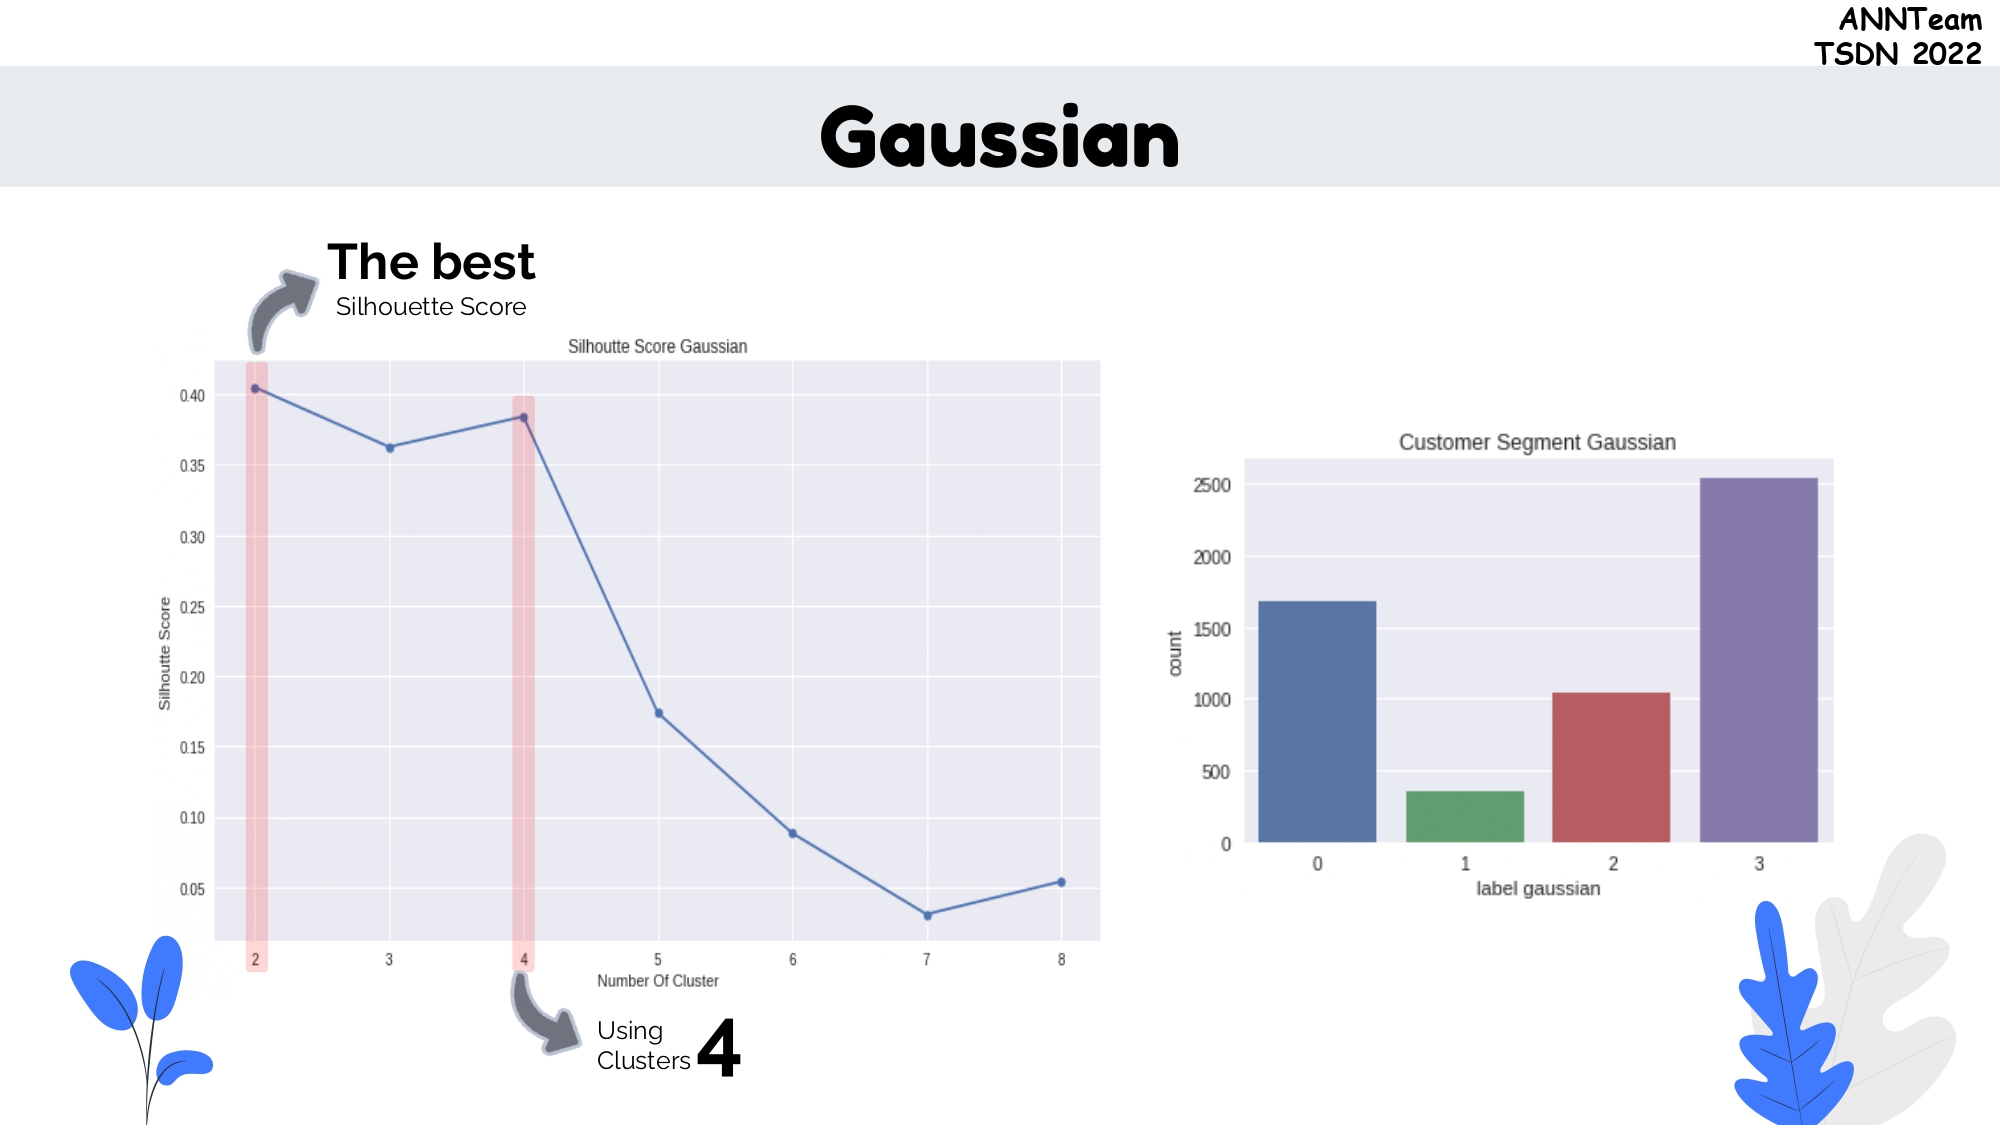 ANNTeam
TSDN 2022
Gaussian
The best
Silhouette Score
Silhoutte Score Gaussian
0.40
0.35
0.30
0.25
0.20
0.15
0.10
0.05
Silhoutte Score
2 3 4 5 6 7 8
Number Of Cluster
Using
Clusters 4
Customer Segment Gaussian
2500
2000
1500
1000
500
0
count
0 1 2 3
label gaussian